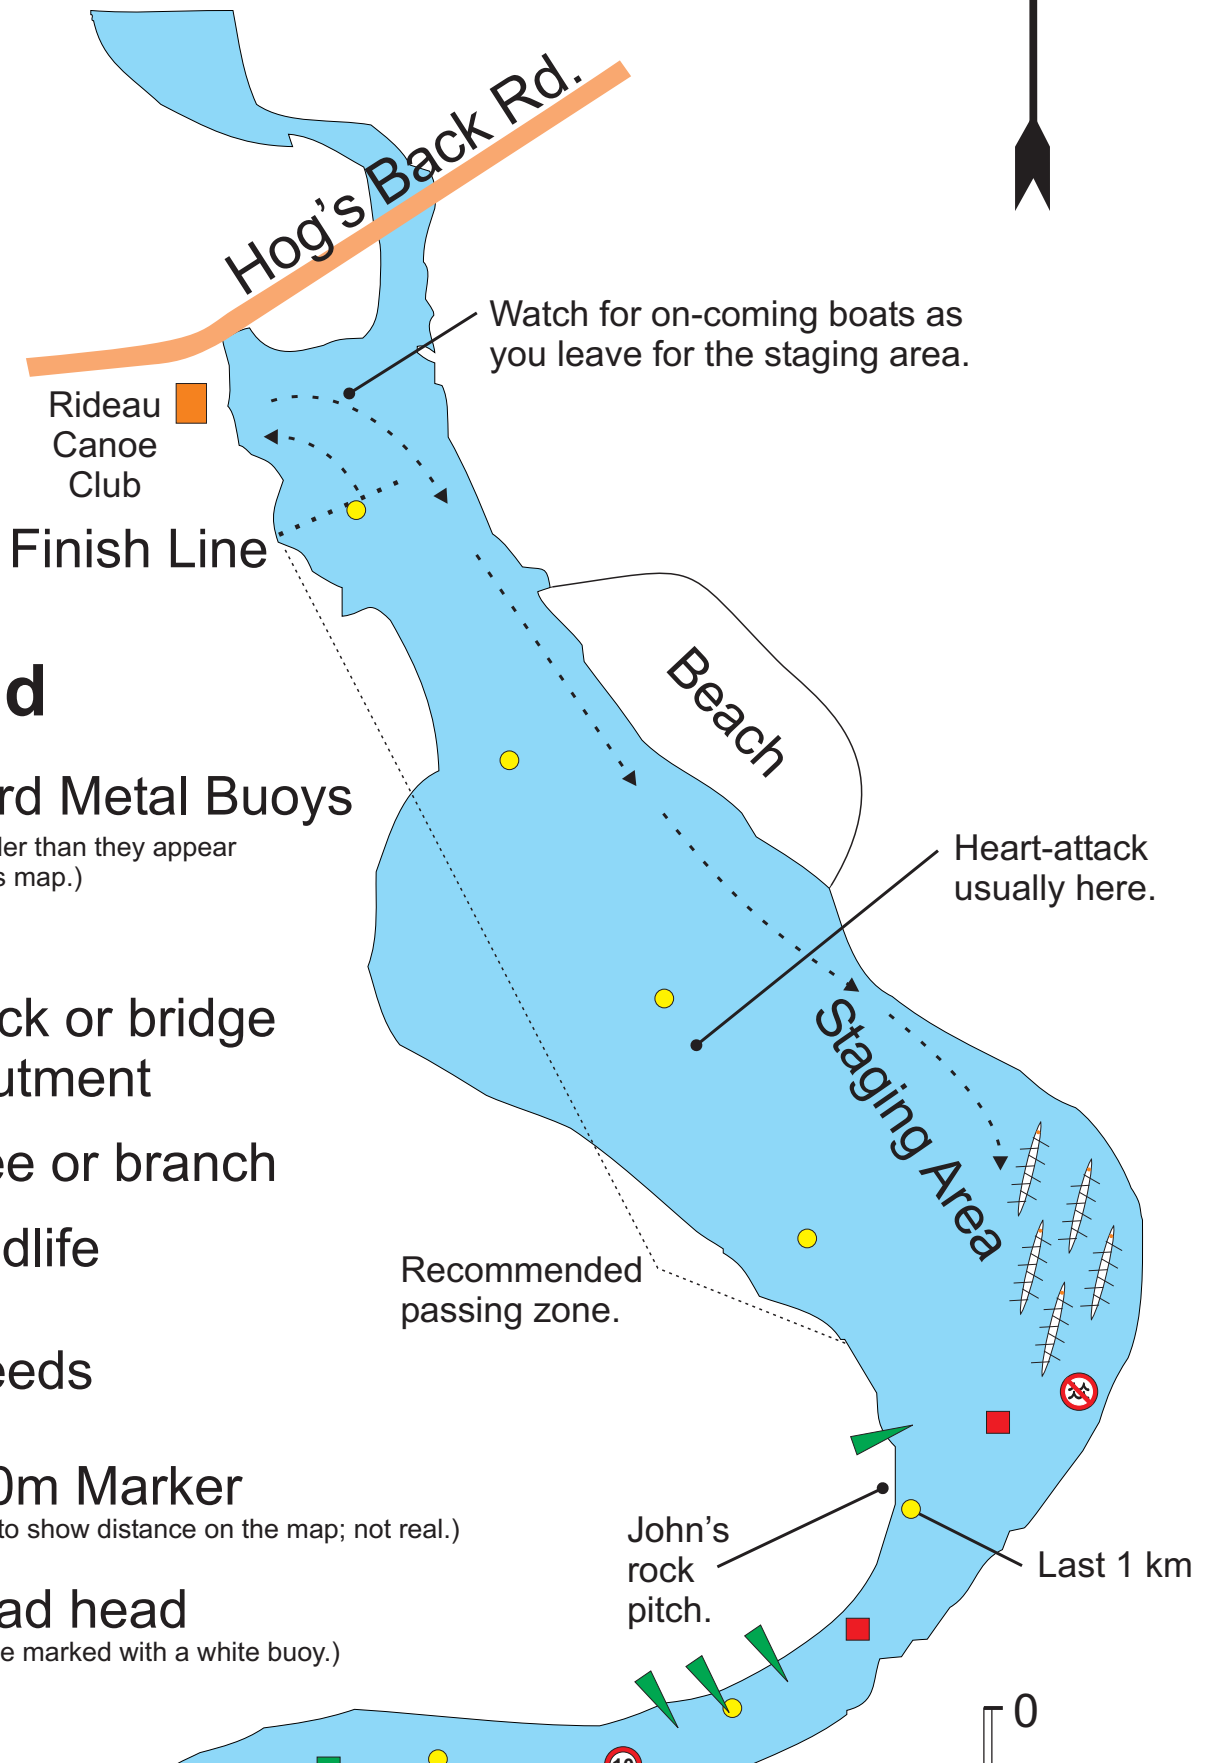 Hog's Back Rd.
Watch for on-coming boats as
you leave for the staging area.
Rideau
Canoe
Club
Finish Line
d
Beach
rd Metal Buoys
ler than they appear
s map.)
Heart-attack
usually here.
ck or bridge
utment
Staging Area
ee or branch
dlife
Recommended
passing zone.
eeds
0m Marker
to show distance on the map; not real.)
John's
rock
pitch.
Last 1 km
ad head
e marked with a white buoy.)
0
10